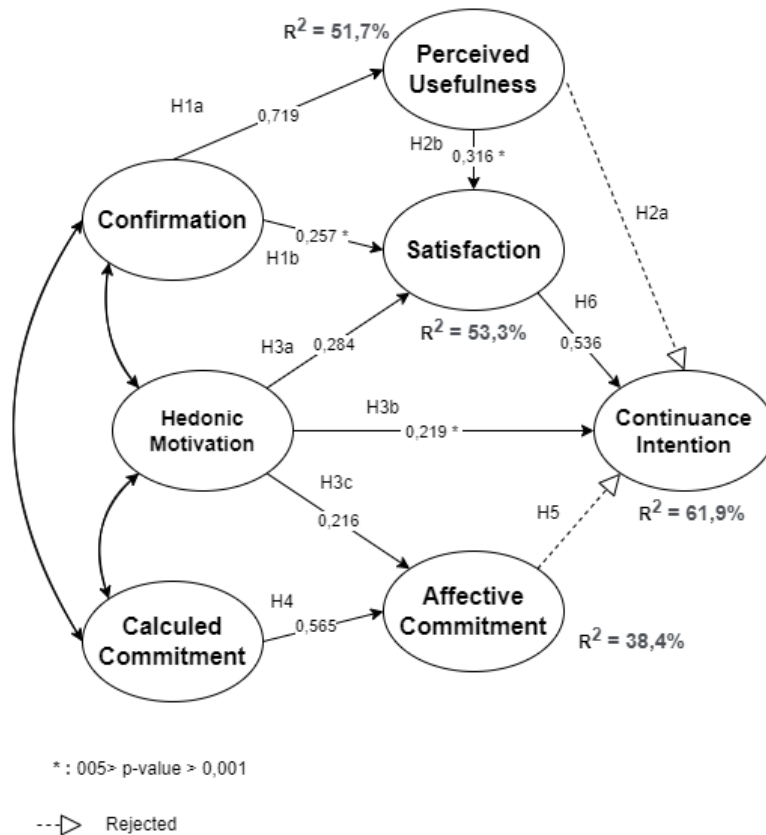 R² = 51,7%
Perceived
Usefulness
H1a
0,719
H2b
0,316 *
H2a
Confirmation
0,257 *
H1b
Satisfaction
R² = 53,3%
H6
0,536
H3a
0,284
Hedonic
Motivation
H3b
0,219 *
Continuance
Intention
R² = 61,9%
H3c
0,216
H5
H4
0,565
Calculed
Commitment
Affective
Commitment
R² = 38,4%
* : 005> p-value > 0,001
Rejected